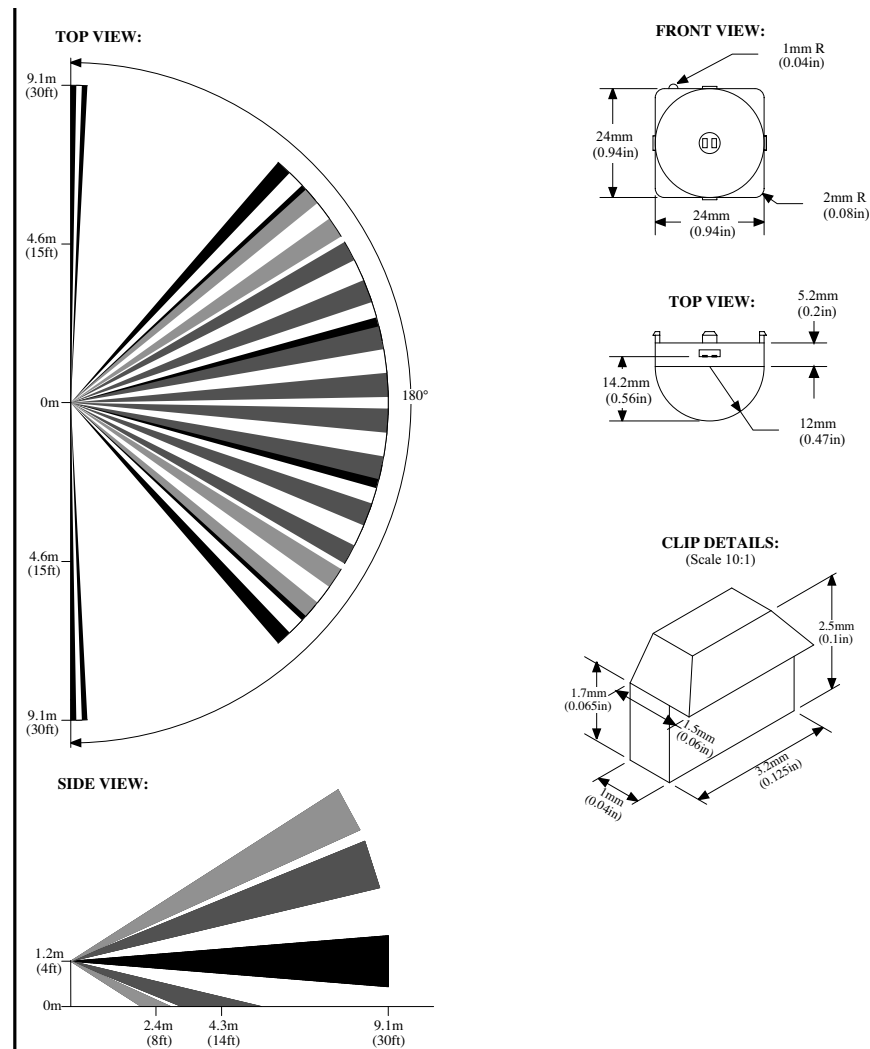 TOP VIEW:
9.1m
(30ft)
4.6m
(15ft)
0m
180°
4.6m
(15ft)
9.1m
(30ft)
SIDE VIEW:
1.2m
(4ft)
0m
2.4m
(8ft)
4.3m
(14ft)
9.1m
(30ft)
FRONT VIEW:
1mm R
(0.04in)
24mm
(0.94in)
2mm R
(0.08in)
24mm
(0.94in)
TOP VIEW:
5.2mm
(0.2in)
14.2mm
(0.56in)
12mm
(0.47in)
CLIP DETAILS:
(Scale 10:1)
2.5mm
(0.1in)
1.7mm
(0.065in)
1.5mm
(0.06in)
3.2mm
(0.125in)
1mm
(0.04in)